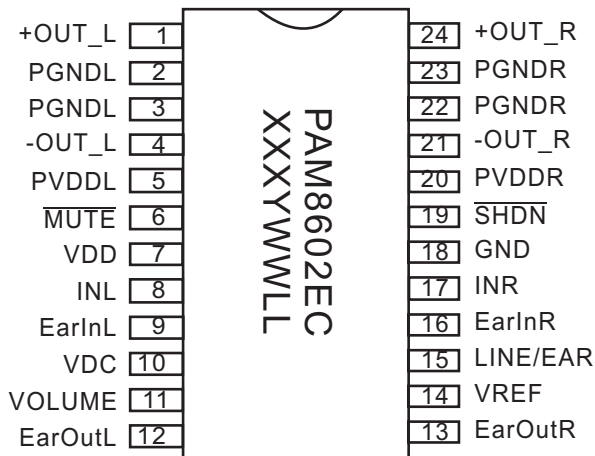 +OUT_L 1 24 +OUT_R
PGNDL 2 23 PGNDR
PGNDL 3 22 PGNDR
-OUT_L 4 21 -OUT_R
PVDDL 5 20 PVDDR
MUTE 6 19 SHDN
VDD 7 18 GND
INL 8 17 INR
EarInL 9 16 EarInR
VDC 10 15 LINE/EAR
VOLUME 11 14 VREF
EarOutL 12 13 EarOutR
PAM8602EC
XXXYWWLL